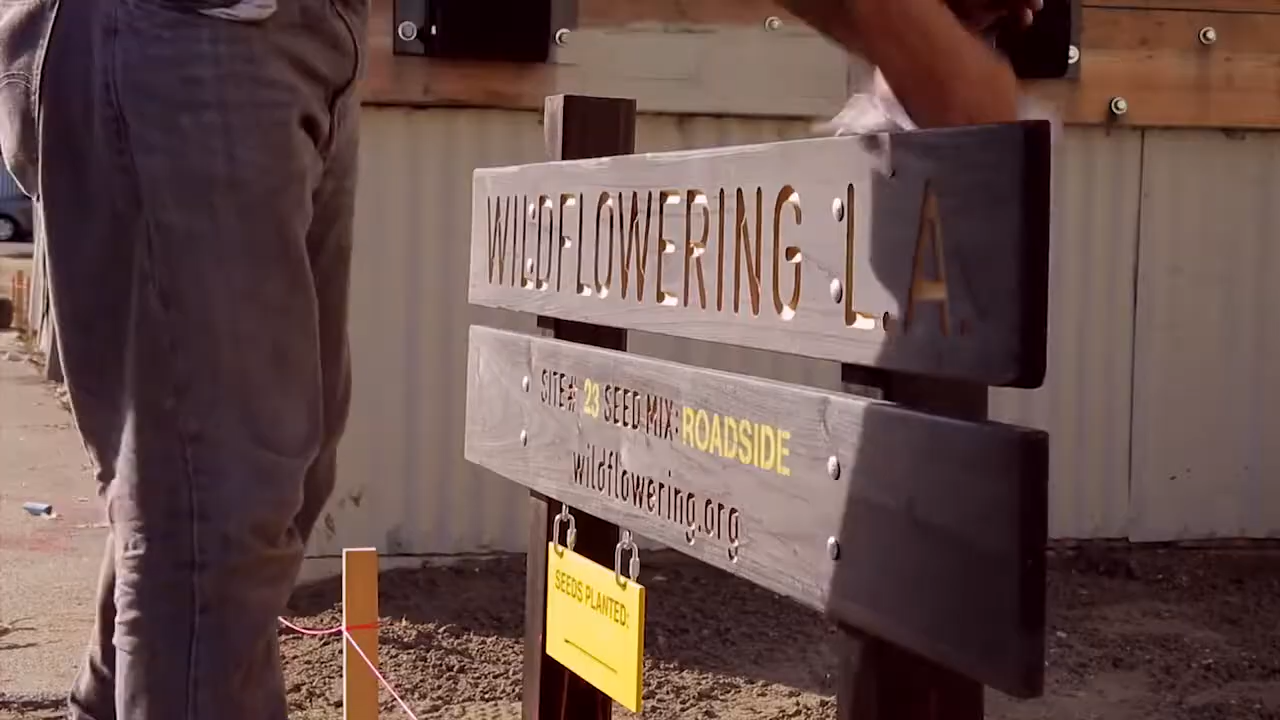 WILDFLOWERING L.A.
SITE# 23 SEED MIX: ROADSIDE
wildflowering.org
SEEDS PLANTED: